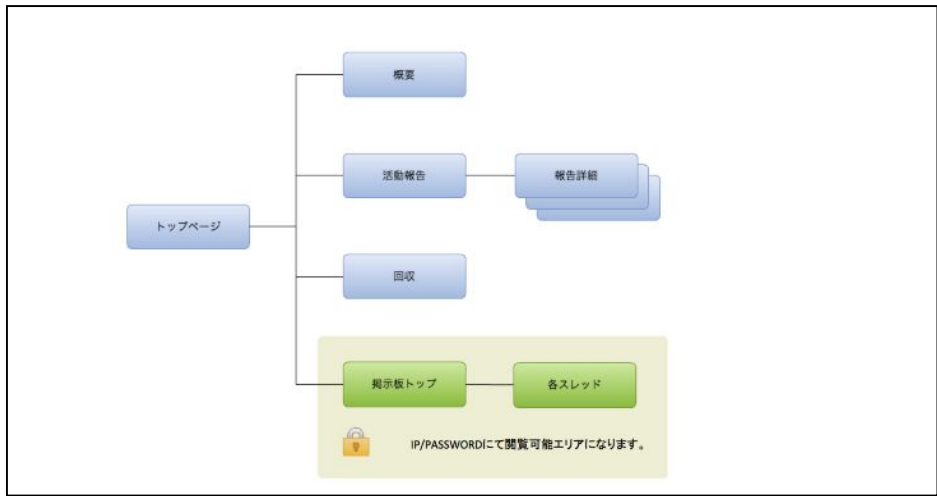 概要
活動報告
報告詳細
トップページ
回収
掲示板トップ
各スレッド
IP/PASSWORDにて閲覧可能エリアになります。